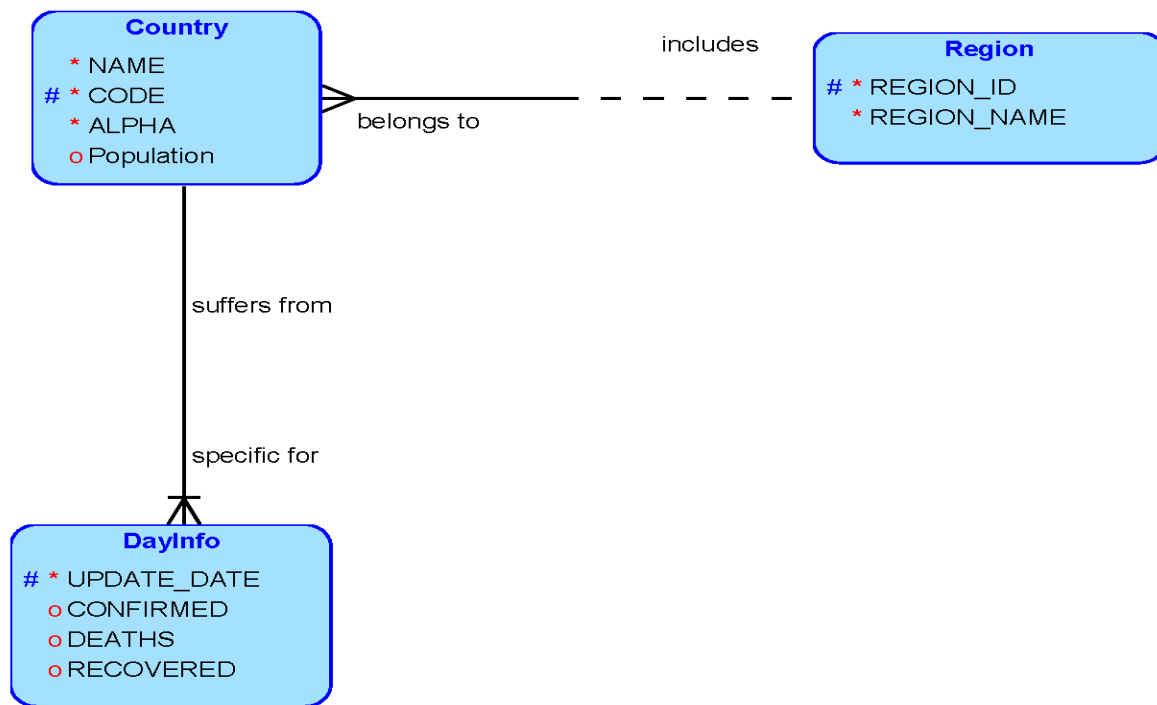 Country
* NAME
# * CODE
* ALPHA
o Population
includes
belongs to
Region
# * REGION_ID
* REGION_NAME
suffers from
specific for
DayInfo
# * UPDATE_DATE
o CONFIRMED
o DEATHS
o RECOVERED